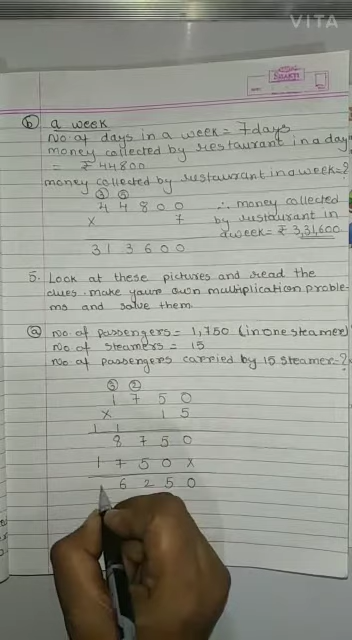 VITA
(b) a week
No. of days in a week = 7 days
money collected by restaurant in a day
= ₹ 44800
money collected by restaurant in a week = ?
③ ⑤
4 4 8 0 0
x 7
3 1 3 6 0 0
∴ money collected
by restaurant in
a week = ₹ 3,31,600
5. Look at these pictures and read the
clues. make your own multiplication proble-
ms and solve them.
(a) No. of passengers = 1,750 (in one steamer)
No of steamers = 15
No. of passengers carried by 15 steamer = ?
③ ②
1 7 5 0
x 1 5
1 1
8 7 5 0
1 7 5 0 x
6 2 5 0